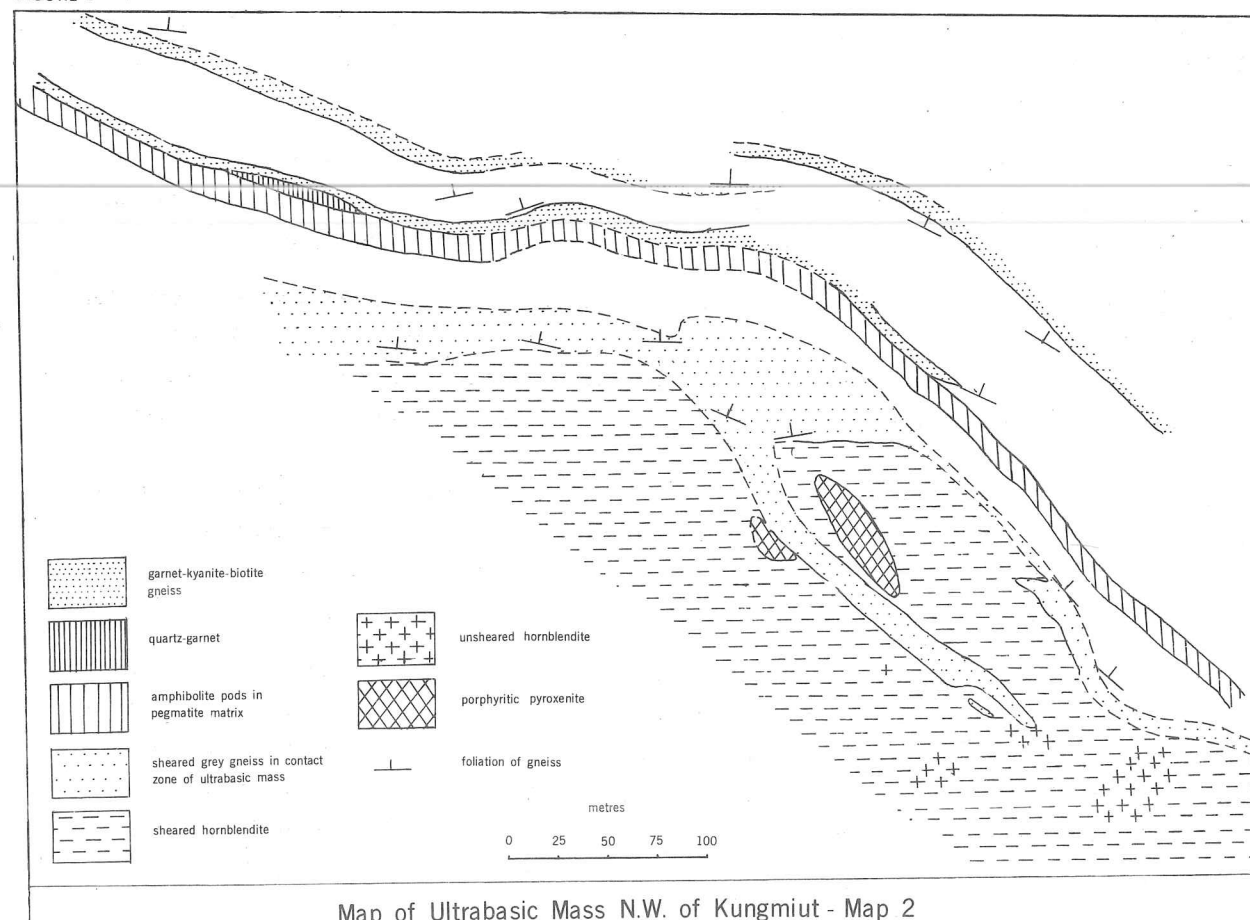 garnet-kyanite-biotite
gneiss
quartz-garnet
amphibolite pods in
pegmatite matrix
sheared grey gneiss in contact
zone of ultrabasic mass
sheared hornblendite
unsheared hornblendite
porphyritic pyroxenite
foliation of gneiss
metres
0 25 50 75 100
Map of Ultrabasic Mass N.W. of Kungmiut - Map 2